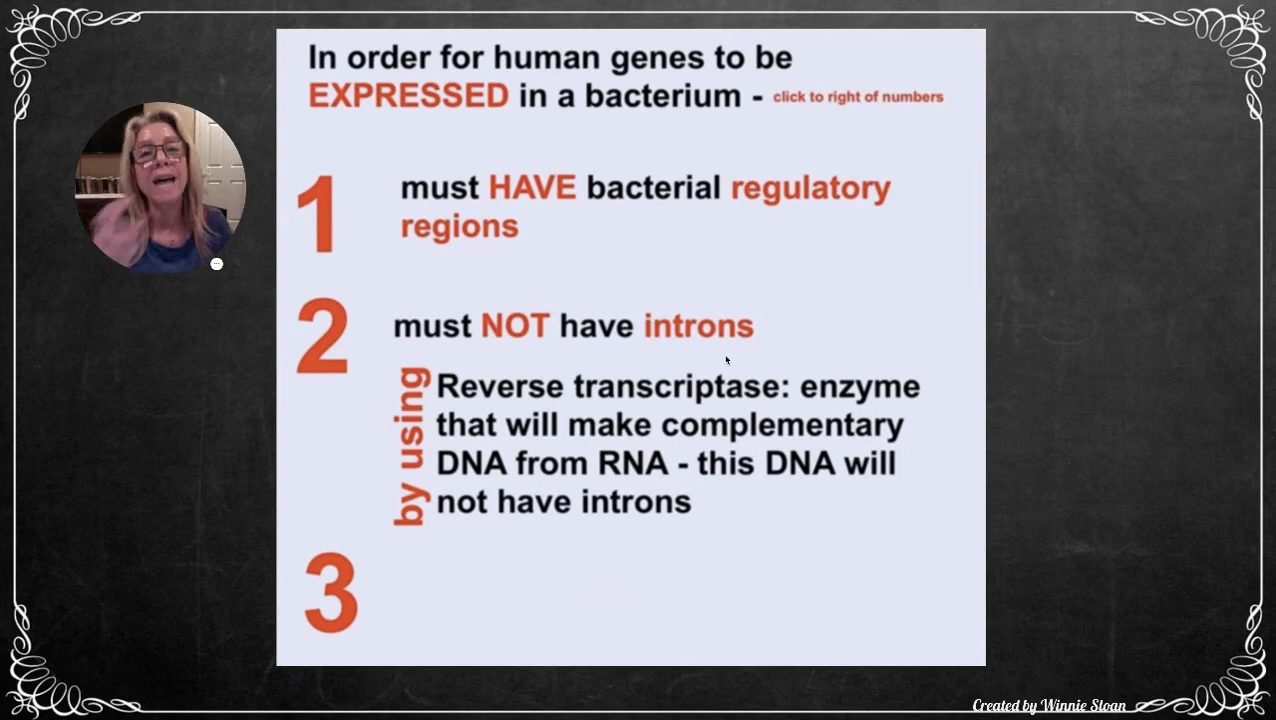 In order for human genes to be
EXPRESSED in a bacterium - click to right of numbers
1 must HAVE bacterial regulatory
regions
2 must NOT have introns
by using
Reverse transcriptase: enzyme
that will make complementary
DNA from RNA - this DNA will
not have introns
3
Created by Winnie Sloan